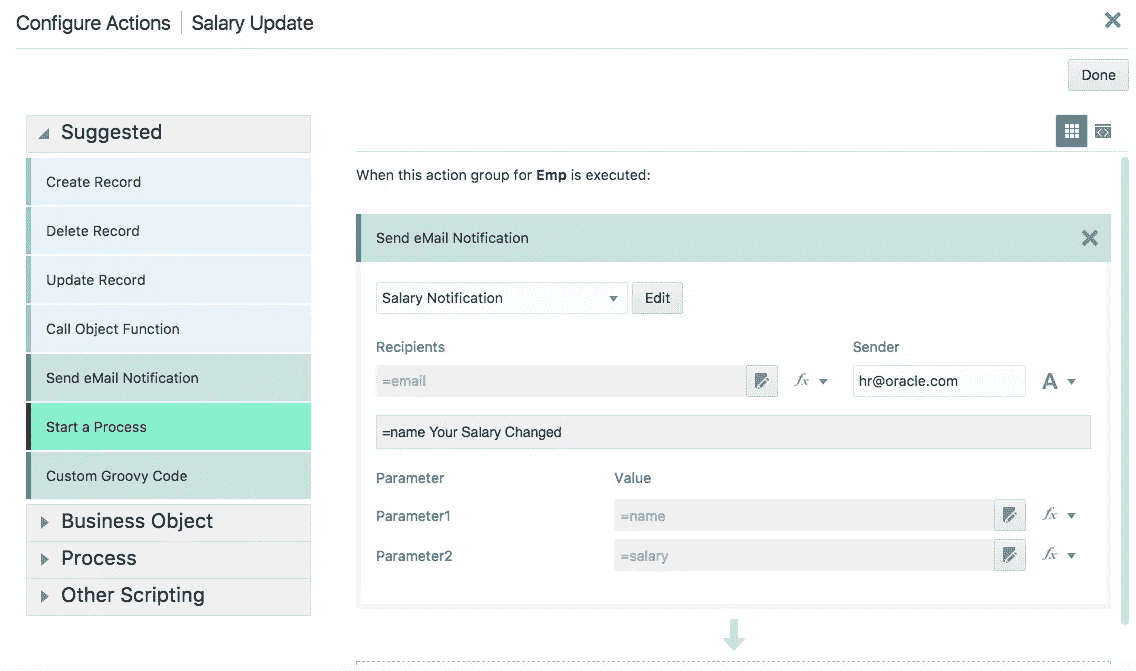 Configure Actions | Salary Update
Done
Suggested
Create Record
Delete Record
Update Record
Call Object Function
Send eMail Notification
Start a Process
Custom Groovy Code
Business Object
Process
Other Scripting
When this action group for Emp is executed:
Send eMail Notification
Salary Notification Edit
Recipients Sender
=email fx hr@oracle.com A
=name Your Salary Changed
Parameter Value
Parameter1 =name fx
Parameter2 =salary fx